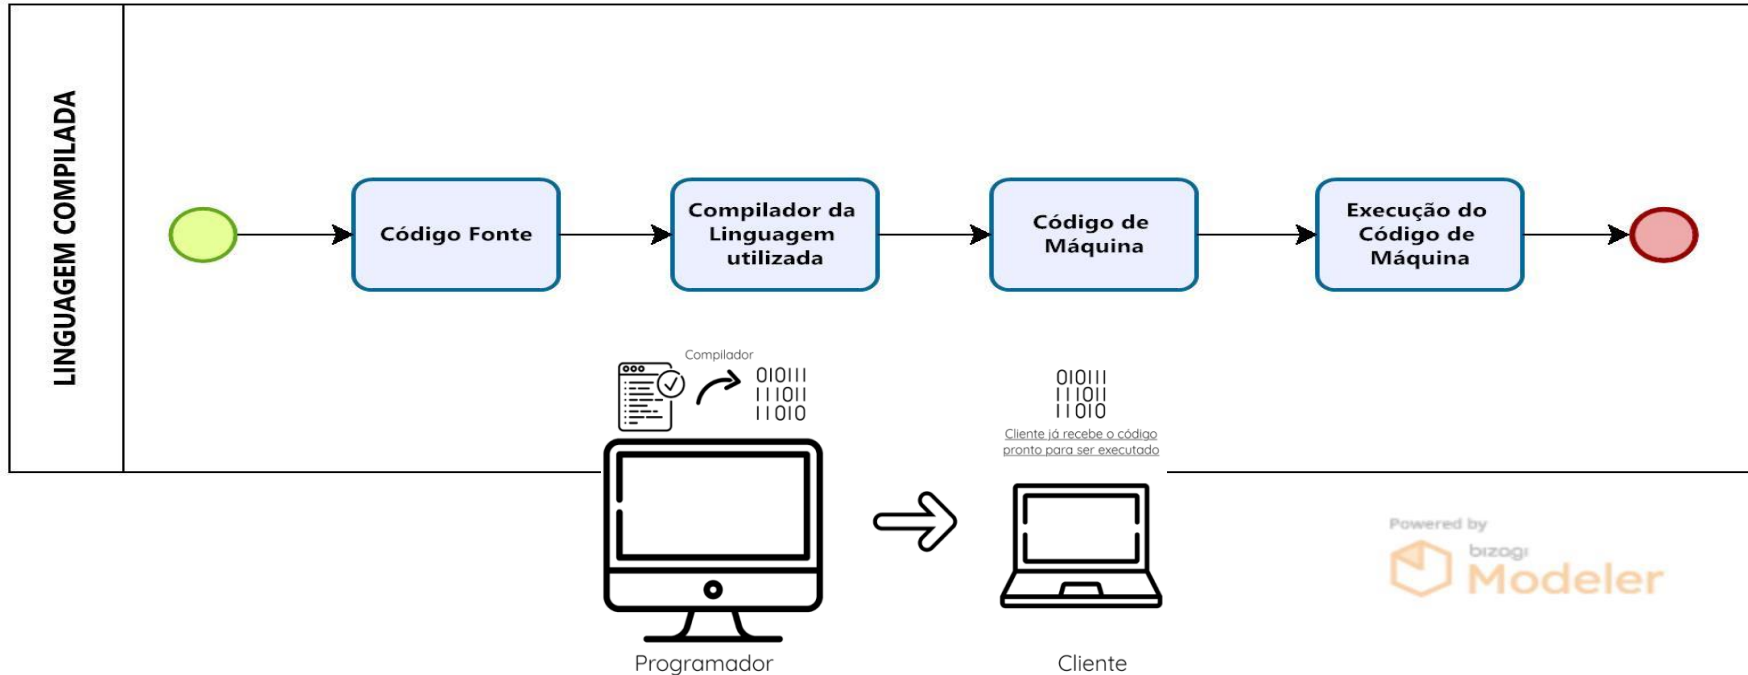 LINGUAGEM COMPILADA
Código Fonte
Compilador da
Linguagem
utilizada
Código de
Máquina
Execução do
Código de
Máquina
Compilador
010111
111011
11010
010111
111011
11010
Cliente já recebe o código
pronto para ser executado
Programador
Cliente
Powered by
bizagi
Modeler